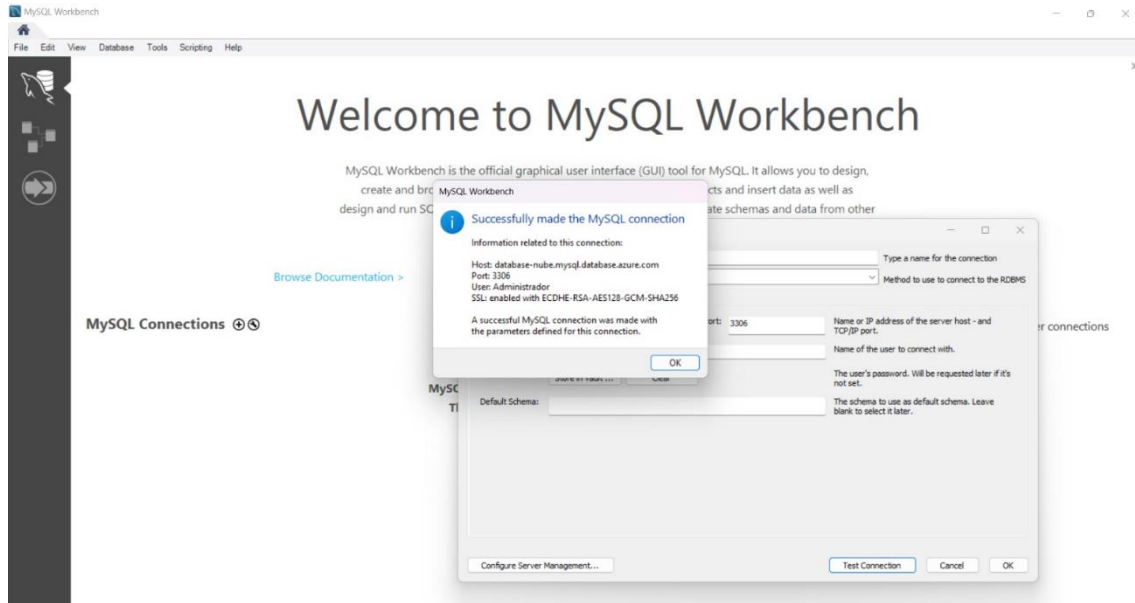 MySQL Workbench
File Edit View Database Tools Scripting Help
Welcome to MySQL Workbench
MySQL Workbench is the official graphical user interface (GUI) tool for MySQL. It allows you to design,
create and cts and insert data as well as
design and run ate schemas and data from other
Browse Documentation >
MySQL Connections
MySQL Workbench
Successfully made the MySQL connection
Information related to this connection:
Host: database-nube.mysql.database.azure.com
Port: 3306
User: Administrador
SSL: enabled with ECDHE-RSA-AES128-GCM-SHA256
A successful MySQL connection was made with
the parameters defined for this connection.
OK
Type a name for the connection
Method to use to connect to the RDBMS
ort: 3306 Name or IP address of the server host - and
TCP/IP port.
r connections
Name of the user to connect with.
Store in Vault ... Clear The user's password. Will be requested later if it's
not set.
Default Schema: The schema to use as default schema. Leave
blank to select it later.
Configure Server Management... Test Connection Cancel OK